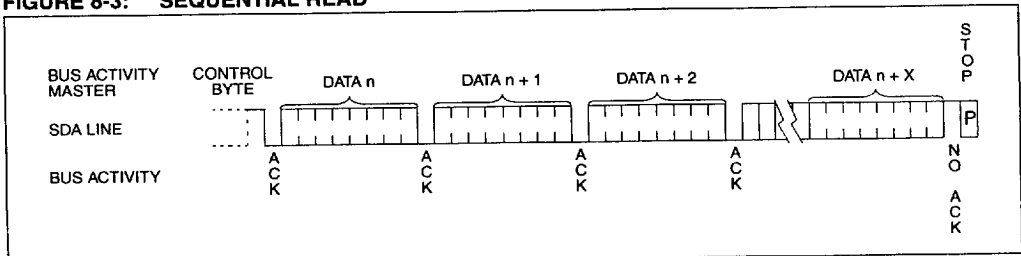 FIGURE 8-3: SEQUENTIAL READ
STOP
BUS ACTIVITY
MASTER
CONTROL
BYTE
DATA n
DATA n + 1
DATA n + 2
DATA n + X
SDA LINE
P
BUS ACTIVITY
ACK
ACK
ACK
ACK
NO ACK